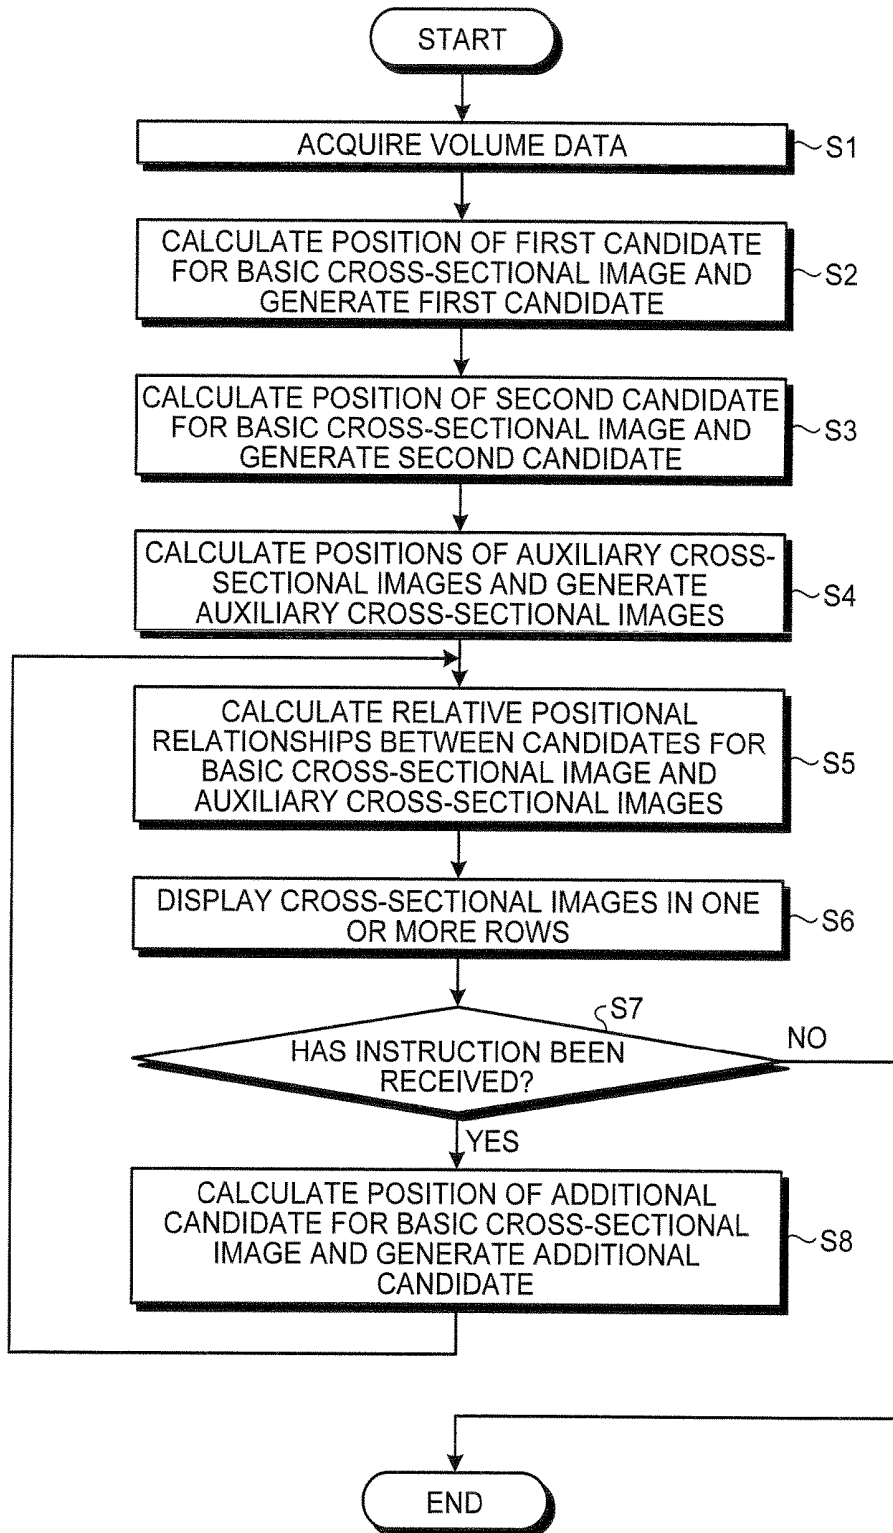 START
ACQUIRE VOLUME DATA
S1
CALCULATE POSITION OF FIRST CANDIDATE
FOR BASIC CROSS-SECTIONAL IMAGE AND
GENERATE FIRST CANDIDATE
S2
CALCULATE POSITION OF SECOND CANDIDATE
FOR BASIC CROSS-SECTIONAL IMAGE AND
GENERATE SECOND CANDIDATE
S3
CALCULATE POSITIONS OF AUXILIARY CROSS-
SECTIONAL IMAGES AND GENERATE
AUXILIARY CROSS-SECTIONAL IMAGES
S4
CALCULATE RELATIVE POSITIONAL
RELATIONSHIPS BETWEEN CANDIDATES FOR
BASIC CROSS-SECTIONAL IMAGE AND
AUXILIARY CROSS-SECTIONAL IMAGES
S5
DISPLAY CROSS-SECTIONAL IMAGES IN ONE
OR MORE ROWS
S6
S7
HAS INSTRUCTION BEEN
RECEIVED?
NO
YES
CALCULATE POSITION OF ADDITIONAL
CANDIDATE FOR BASIC CROSS-SECTIONAL
IMAGE AND GENERATE ADDITIONAL
CANDIDATE
S8
END